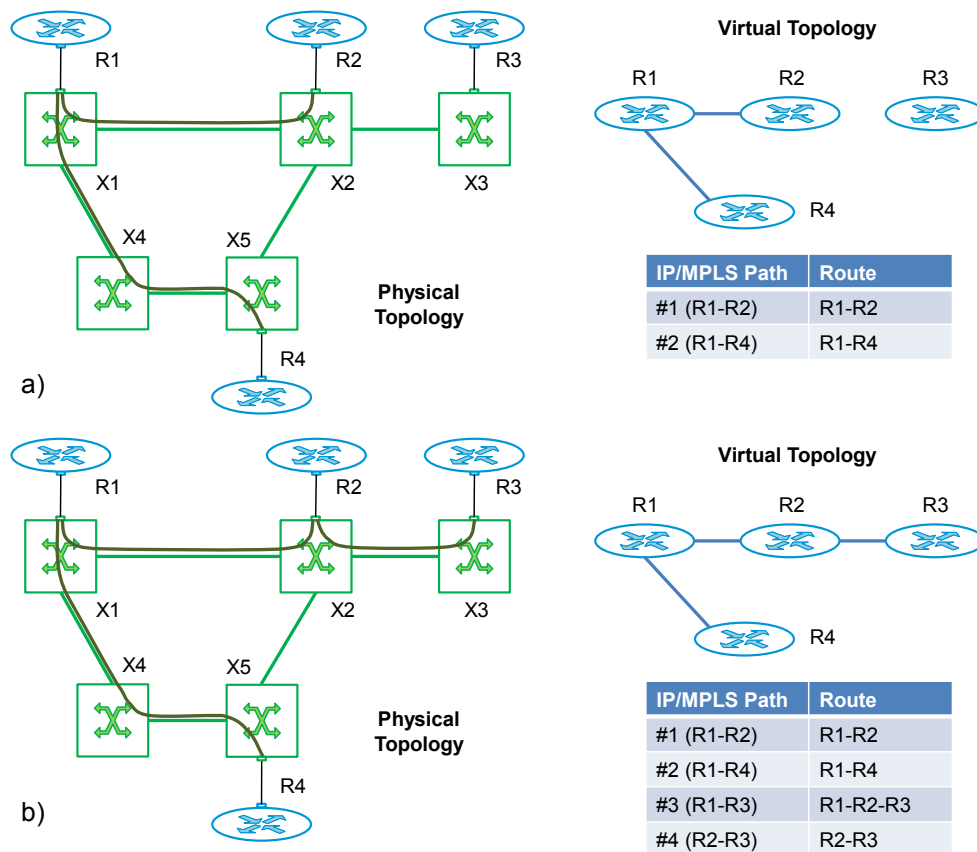 R1
R2
R3
X1
X2
X3
X4
X5
Physical
Topology
R4
a)
Virtual Topology
R1
R2
R3
R4
IP/MPLS Path Route
#1 (R1-R2) R1-R2
#2 (R1-R4) R1-R4
R1
R2
R3
X1
X2
X3
X4
X5
Physical
Topology
R4
b)
Virtual Topology
R1
R2
R3
R4
IP/MPLS Path Route
#1 (R1-R2) R1-R2
#2 (R1-R4) R1-R4
#3 (R1-R3) R1-R2-R3
#4 (R2-R3) R2-R3